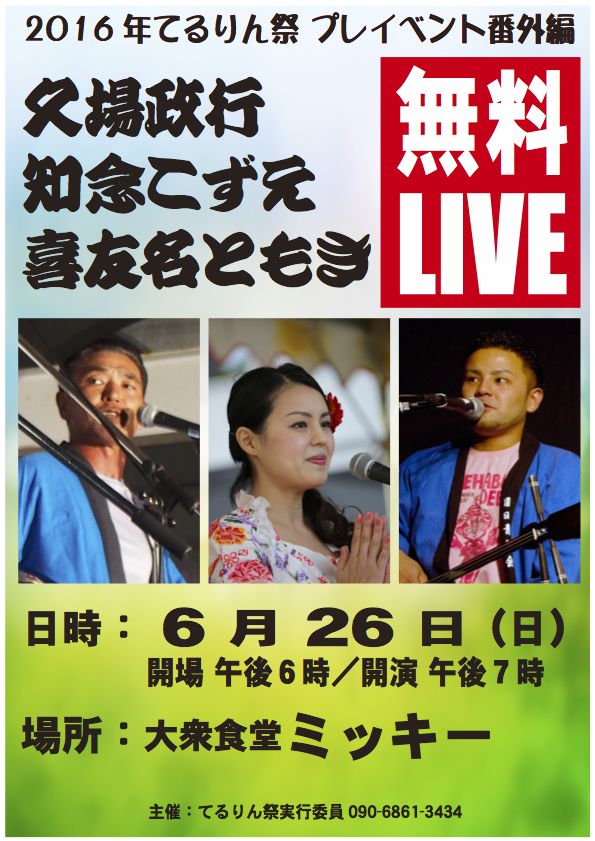 2016年てるりん祭 プレイベント番外編
久場政行
知念こずえ
喜友名ともき
無料
LIVE
EHAB
DE
日時：6月26日（日）
開場 午後6時／開演 午後7時
場所：大衆食堂ミッキー
主催：てるりん祭実行委員 090-6861-3434